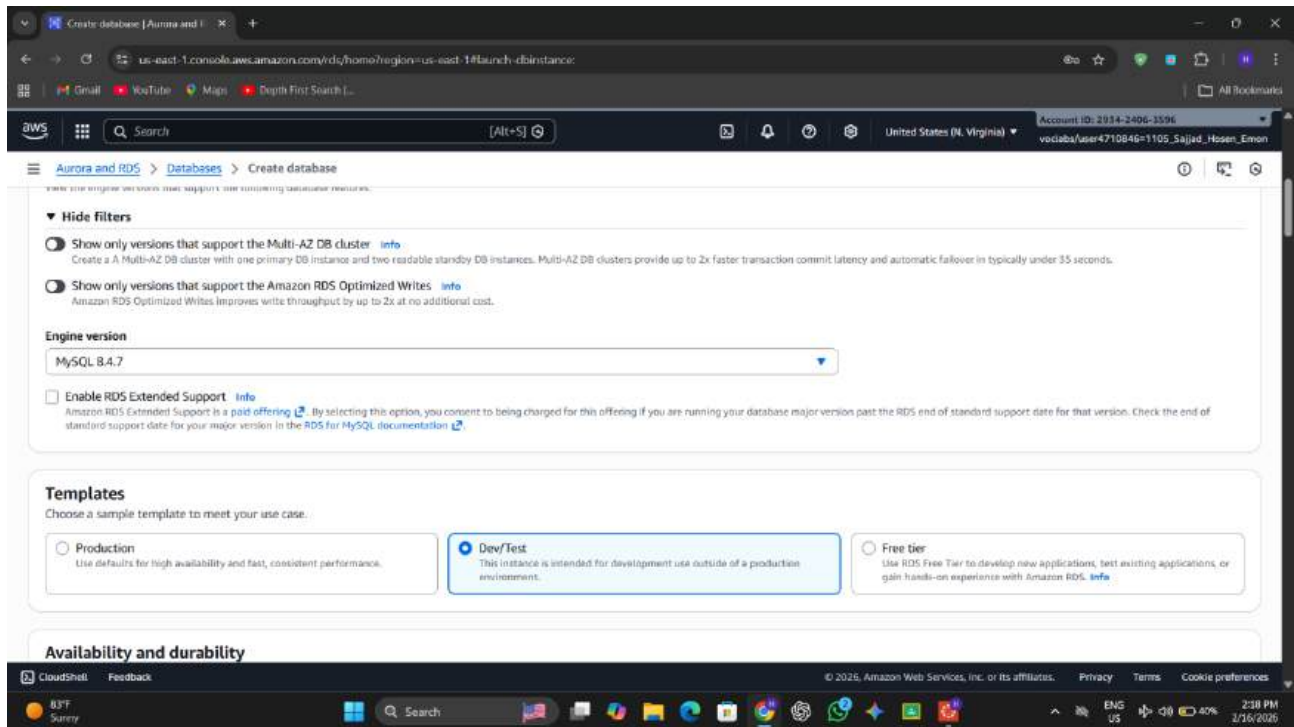 Create database | Aurora and
us-east-1.console.aws.amazon.com/rds/home?region=us-east-1#launch-dbinstance:
Gmail YouTube Maps Depth First Search [... All Bookmarks
aws Search [Alt+S] United States (N. Virginia) Account ID: 2934-2406-3596
voclabs/user4710846=1105_Sajjad_Hosen_Emon
Aurora and RDS > Databases > Create database
View the engine versions that support the following database features.
Hide filters
Show only versions that support the Multi-AZ DB cluster Info
Create a A Multi-AZ DB cluster with one primary DB instance and two readable standby DB instances. Multi-AZ DB clusters provide up to 2x faster transaction commit latency and automatic failover in typically under 35 seconds.
Show only versions that support the Amazon RDS Optimized Writes Info
Amazon RDS Optimized Writes improves write throughput by up to 2x at no additional cost.
Engine version
MySQL 8.4.7
Enable RDS Extended Support Info
Amazon RDS Extended Support is a paid offering. By selecting this option, you consent to being charged for this offering if you are running your database major version past the RDS end of standard support date for that version. Check the end of
standard support date for your major version in the RDS for MySQL documentation.
Templates
Choose a sample template to meet your use case.
Production
Use defaults for high availability and fast, consistent performance.
Dev/Test
This instance is intended for development use outside of a production
environment.
Free tier
Use RDS Free Tier to develop new applications, test existing applications, or
gain hands-on experience with Amazon RDS. Info
Availability and durability
CloudShell Feedback © 2026, Amazon Web Services, Inc. or its affiliates. Privacy Terms Cookie preferences
83°F
Sunny
Search
ENG
US
40%
2:18 PM
2/16/2026